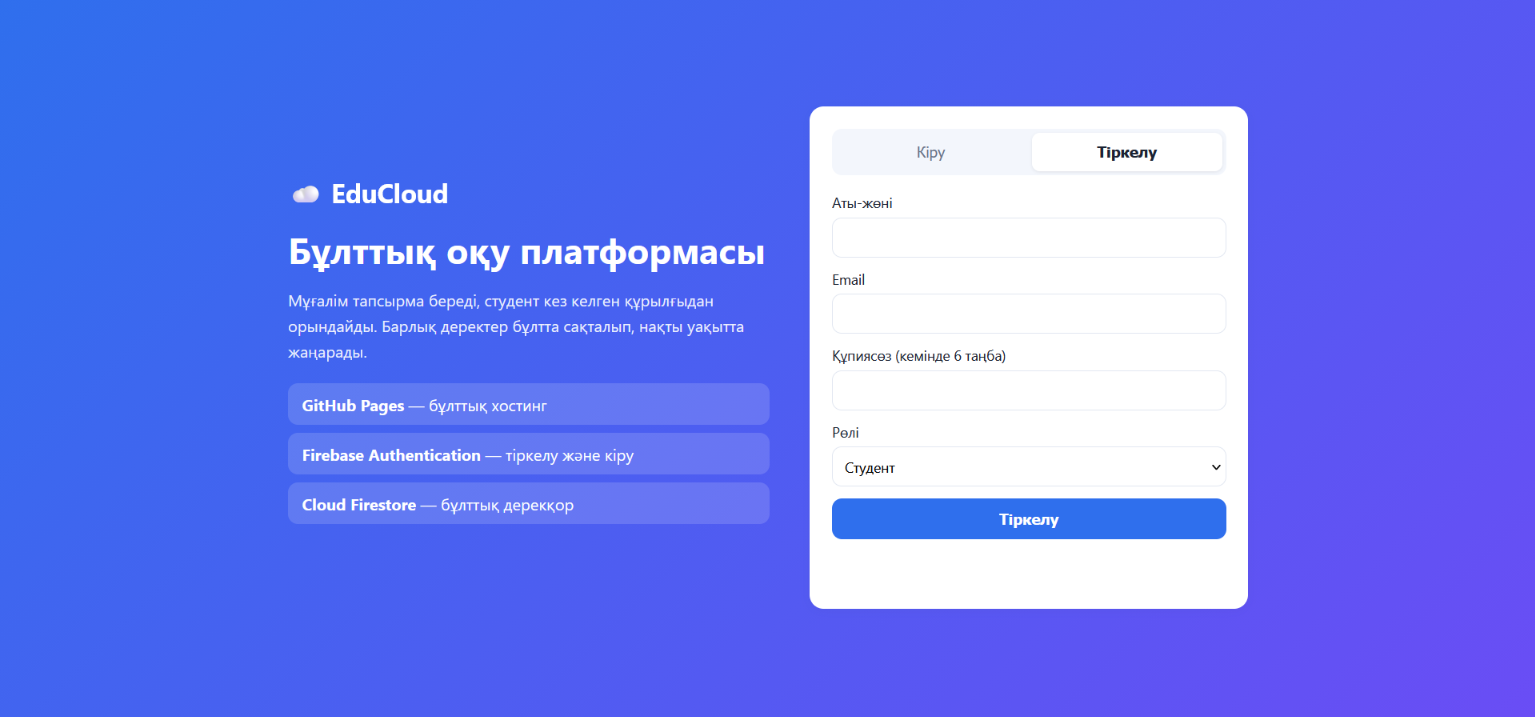 EduCloud
Бұлттық оқу платформасы
Мұғалім тапсырма береді, студент кез келген құрылғыдан
орындайды. Барлық деректер бұлтта сақталып, нақты уақытта
жаңарады.
GitHub Pages — бұлттық хостинг
Firebase Authentication — тіркелу және кіру
Cloud Firestore — бұлттық дерекқор
Кіру
Тіркелу
Аты-жөні
Email
Құпиясөз (кемінде 6 таңба)
Рөлі
Студент
Тіркелу